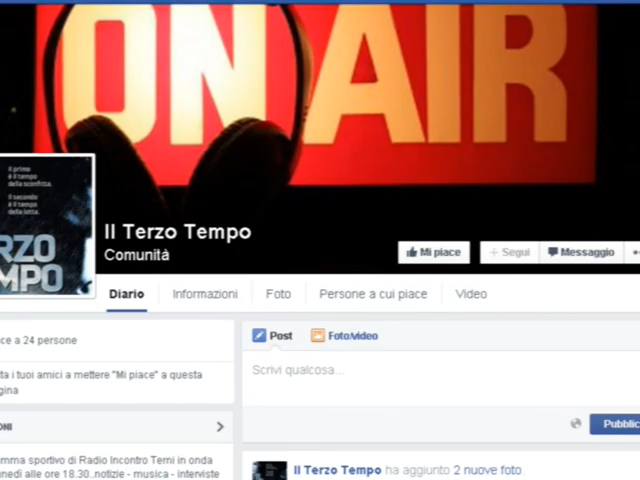 ON AIR
Il primo
è il tempo
della sconfitta.
Il secondo
è il tempo
della lotta.
RZO
MPO
Il Terzo Tempo
Comunità
Mi piace
+ Segui
Messaggio
Diario
Informazioni
Foto
Persone a cui piace
Video
ce a 24 persone
ta i tuoi amici a mettere "Mi piace" a questa
gina
ONI
Post
Foto/video
Scrivi qualcosa...
Pubblic
mma sportivo di Radio Incontro Terni in onda
unedì alle ore 18.30..notizie - musica - interviste
Il Terzo Tempo ha aggiunto 2 nuove foto.